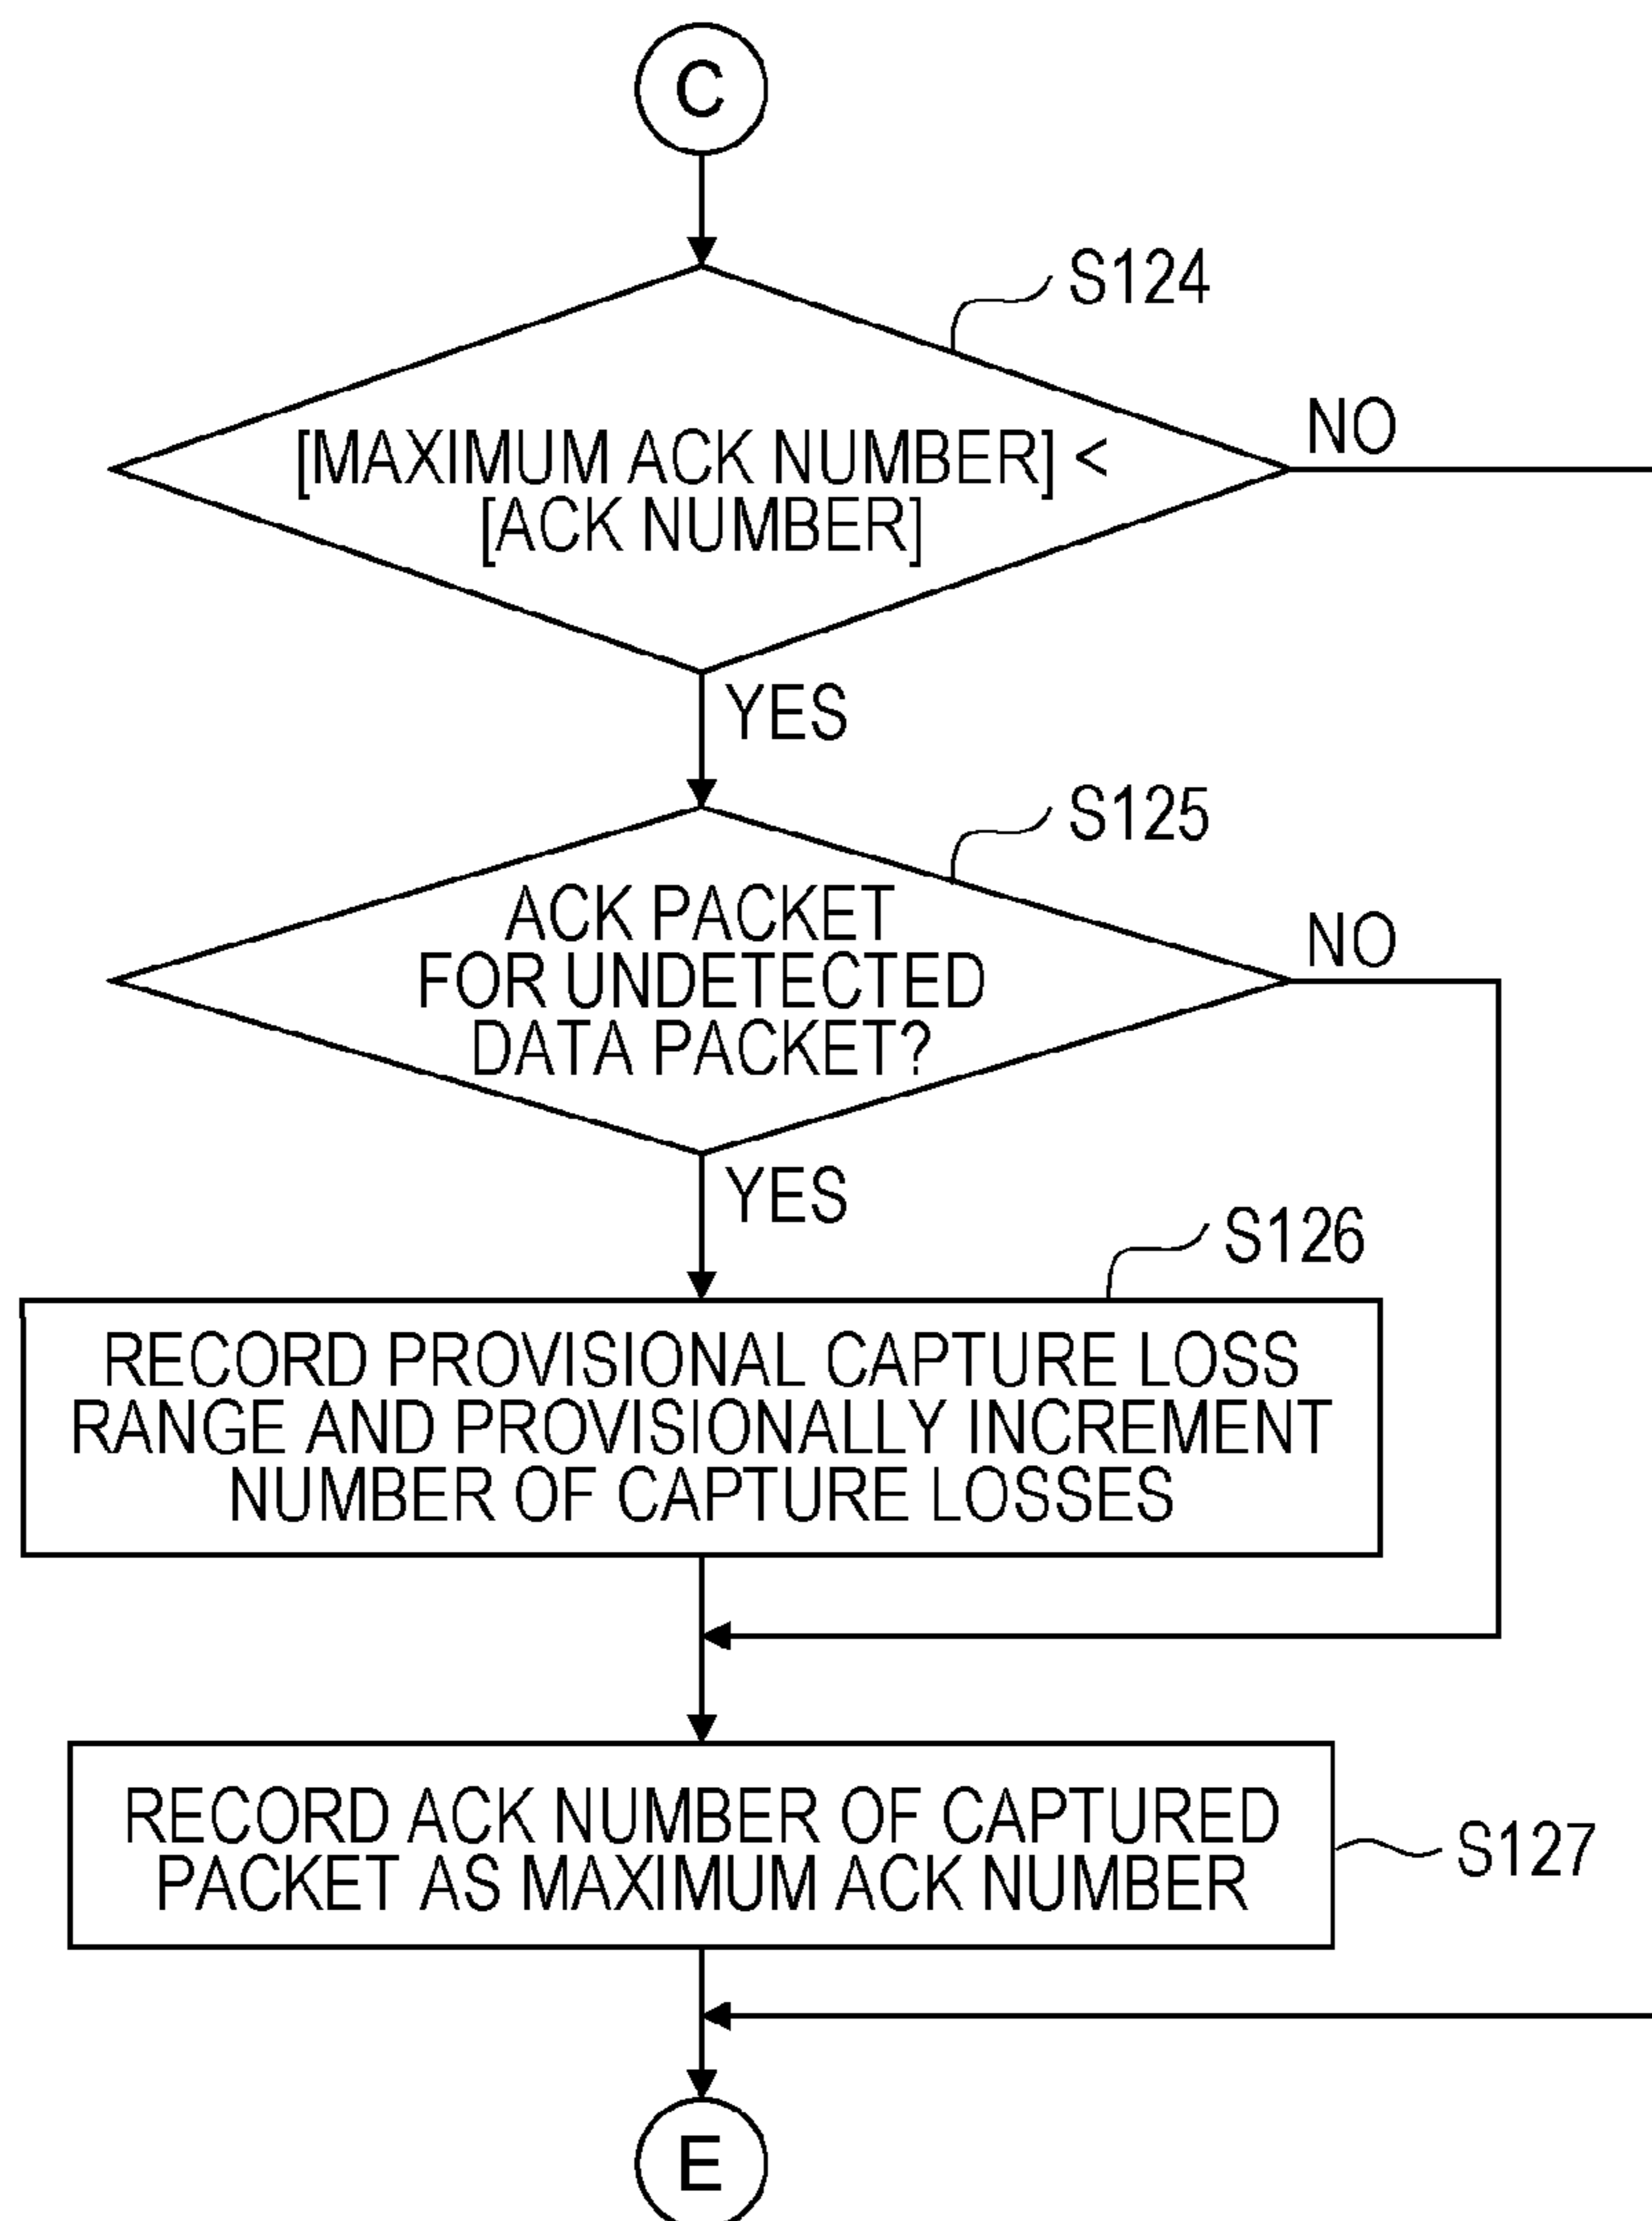 C
S124
[MAXIMUM ACK NUMBER] <
[ACK NUMBER]
NO
YES
S125
ACK PACKET
FOR UNDETECTED
DATA PACKET?
NO
YES
S126
RECORD PROVISIONAL CAPTURE LOSS
RANGE AND PROVISIONALLY INCREMENT
NUMBER OF CAPTURE LOSSES
RECORD ACK NUMBER OF CAPTURED
PACKET AS MAXIMUM ACK NUMBER
S127
E